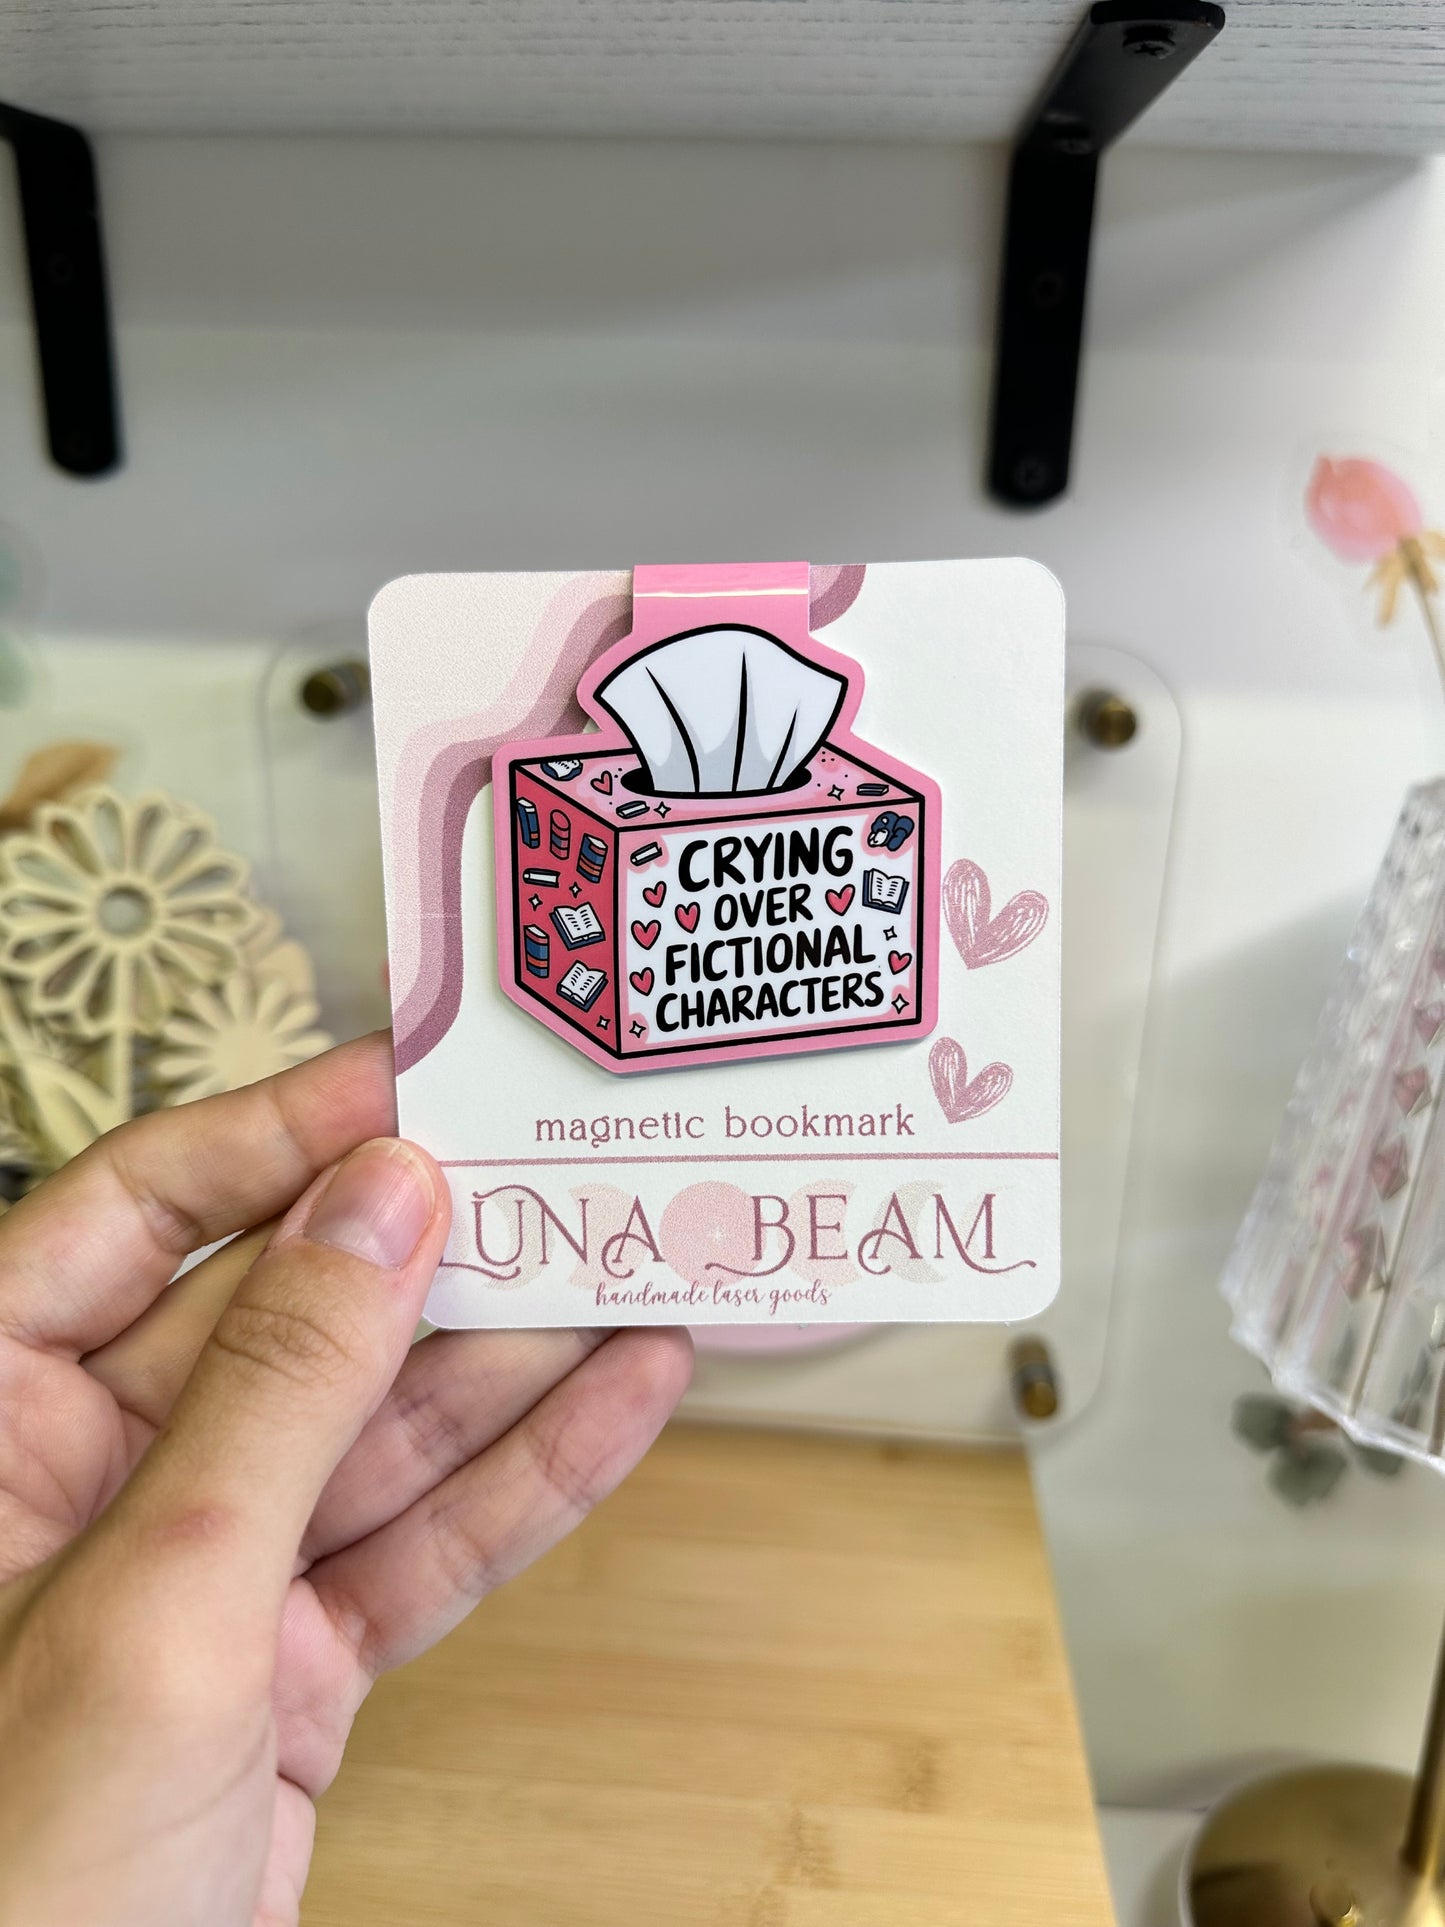 CRYING
OVER
FICTIONAL
CHARACTERS
magnetic bookmark
LUNA BEAM
handmade laser goods